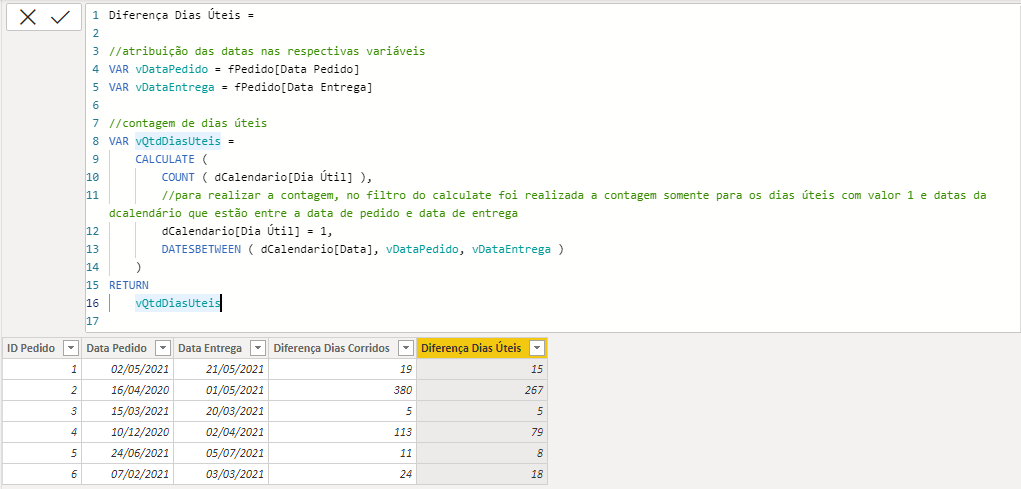 1 Diferença Dias Úteis =
2
3 //atribuição das datas nas respectivas variáveis
4 VAR vDataPedido = fPedido[Data Pedido]
5 VAR vDataEntrega = fPedido[Data Entrega]
6
7 //contagem de dias úteis
8 VAR vQtdDiasUteis =
9 CALCULATE (
10 COUNT ( dCalendario[Dia Útil] ),
11 //para realizar a contagem, no filtro do calculate foi realizada a contagem somente para os dias úteis com valor 1 e datas da
dcalendário que estão entre a data de pedido e data de entrega
12 dCalendario[Dia Útil] = 1,
13 DATESBETWEEN ( dCalendario[Data], vDataPedido, vDataEntrega )
14 )
15 RETURN
16 vQtdDiasUteis
17
ID Pedido Data Pedido Data Entrega Diferença Dias Corridos Diferença Dias Úteis
1 02/05/2021 21/05/2021 19 15
2 16/04/2020 01/05/2021 380 267
3 15/03/2021 20/03/2021 5 5
4 10/12/2020 02/04/2021 113 79
5 24/06/2021 05/07/2021 11 8
6 07/02/2021 03/03/2021 24 18